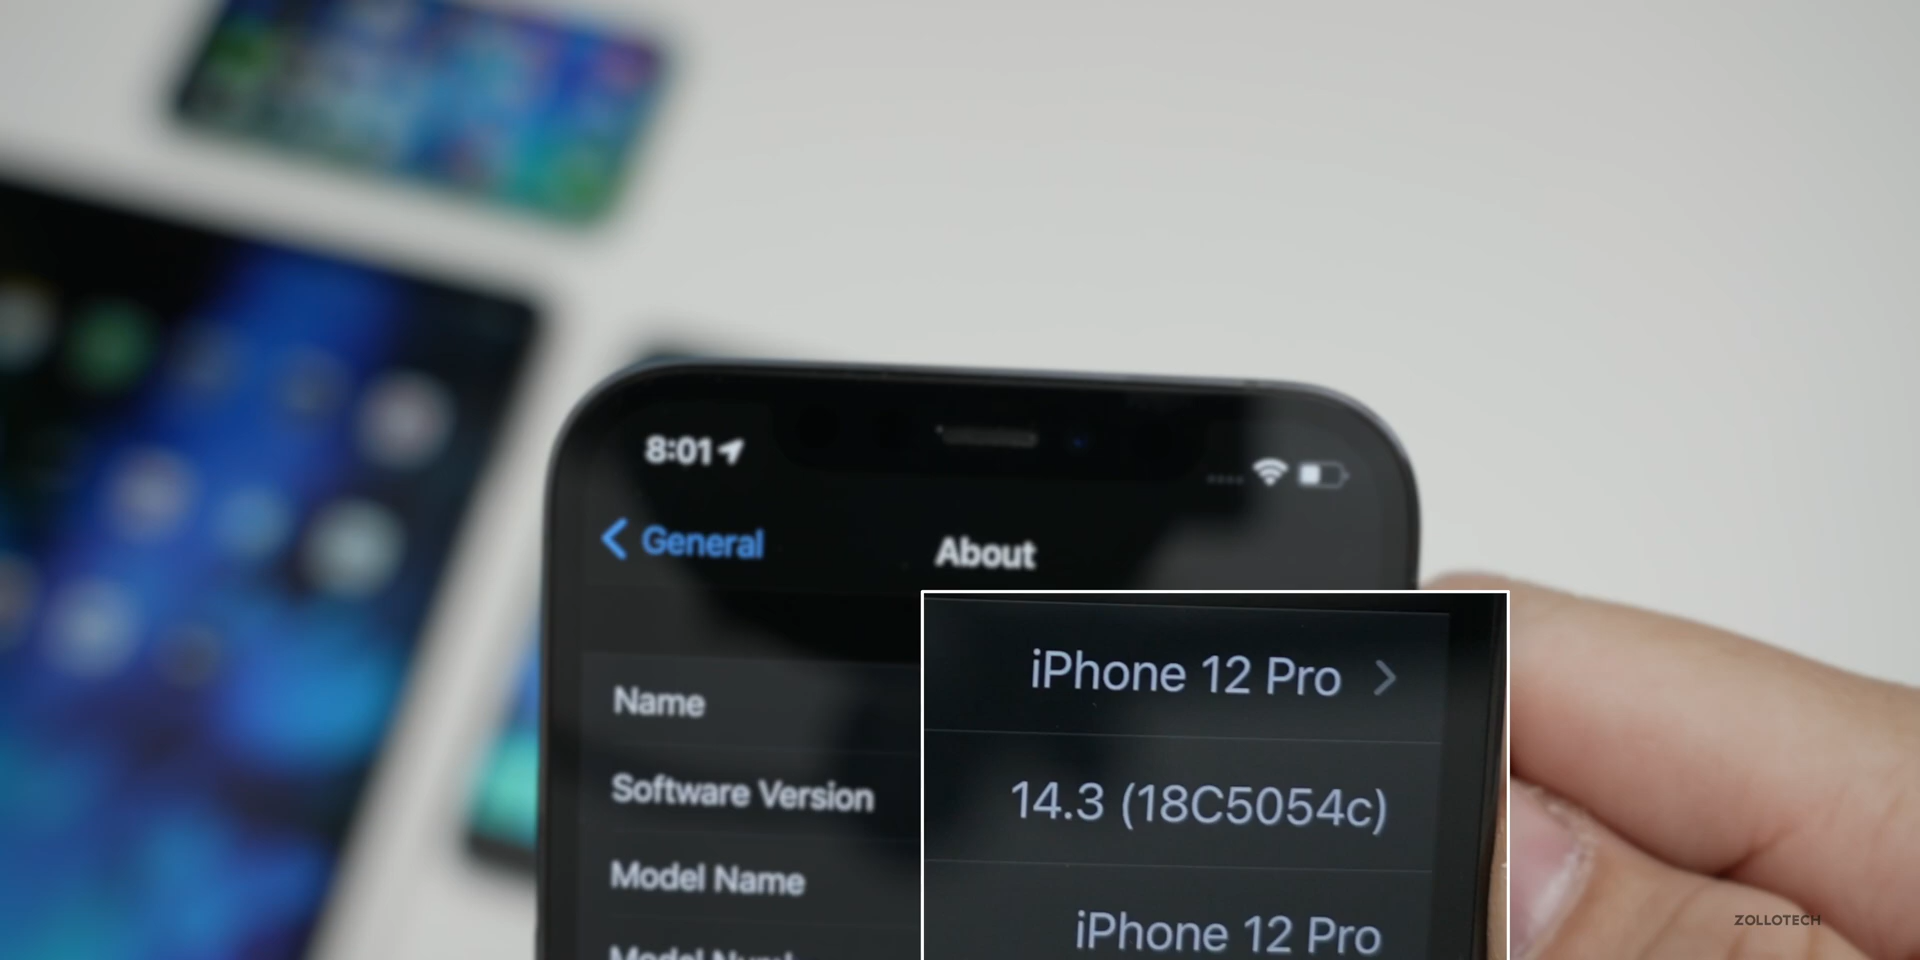 8:01
General
About
Name
iPhone 12 Pro
Software Version
14.3 (18C5054c)
Model Name
iPhone 12 Pro
ZOLLOTECH